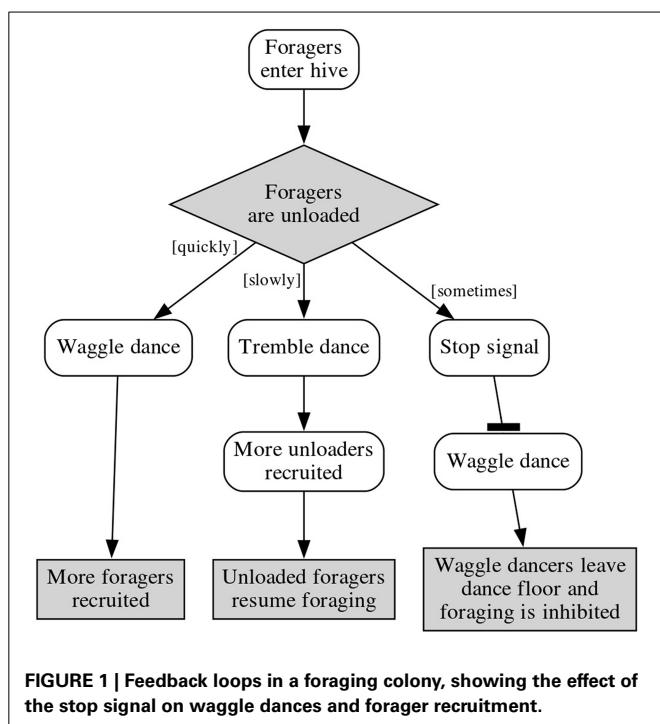 Foragers
enter hive
Foragers
are unloaded
[quickly]
[slowly]
[sometimes]
Waggle dance
Tremble dance
Stop signal
More unloaders
recruited
Waggle dance
More foragers
recruited
Unloaded foragers
resume foraging
Waggle dancers leave
dance floor and
foraging is inhibited
FIGURE 1 | Feedback loops in a foraging colony, showing the effect of
the stop signal on waggle dances and forager recruitment.